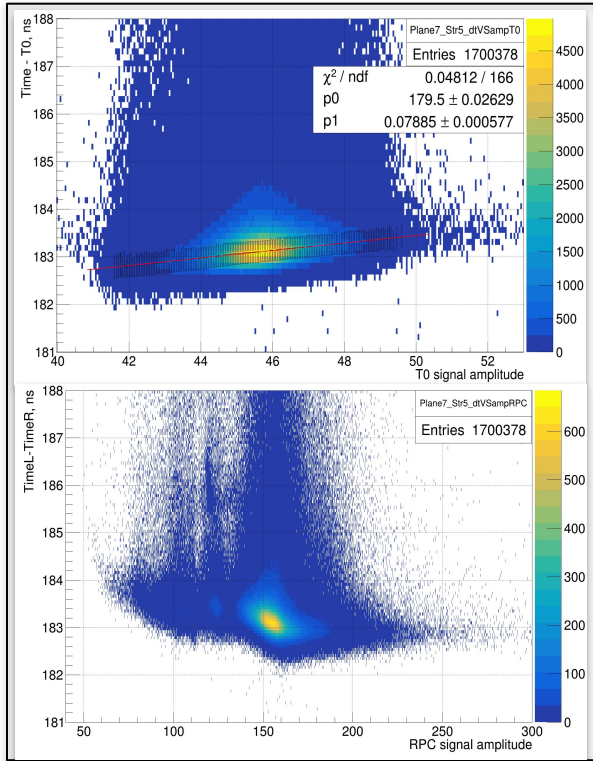 Plane7_Str5_dtVSampT0
Entries 1700378
χ² / ndf 0.04812 / 166
p0 179.5 ± 0.02629
p1 0.07885 ± 0.000577
Time - T0, ns
188
187
186
185
184
183
182
181
40 42 44 46 48 50 52
T0 signal amplitude
4500
4000
3500
3000
2500
2000
1500
1000
500
0
Plane7_Str5_dtVSampRPC
Entries 1700378
TimeL-TimeR, ns
188
187
186
185
184
183
182
181
50 100 150 200 250 300
RPC signal amplitude
600
500
400
300
200
100
0